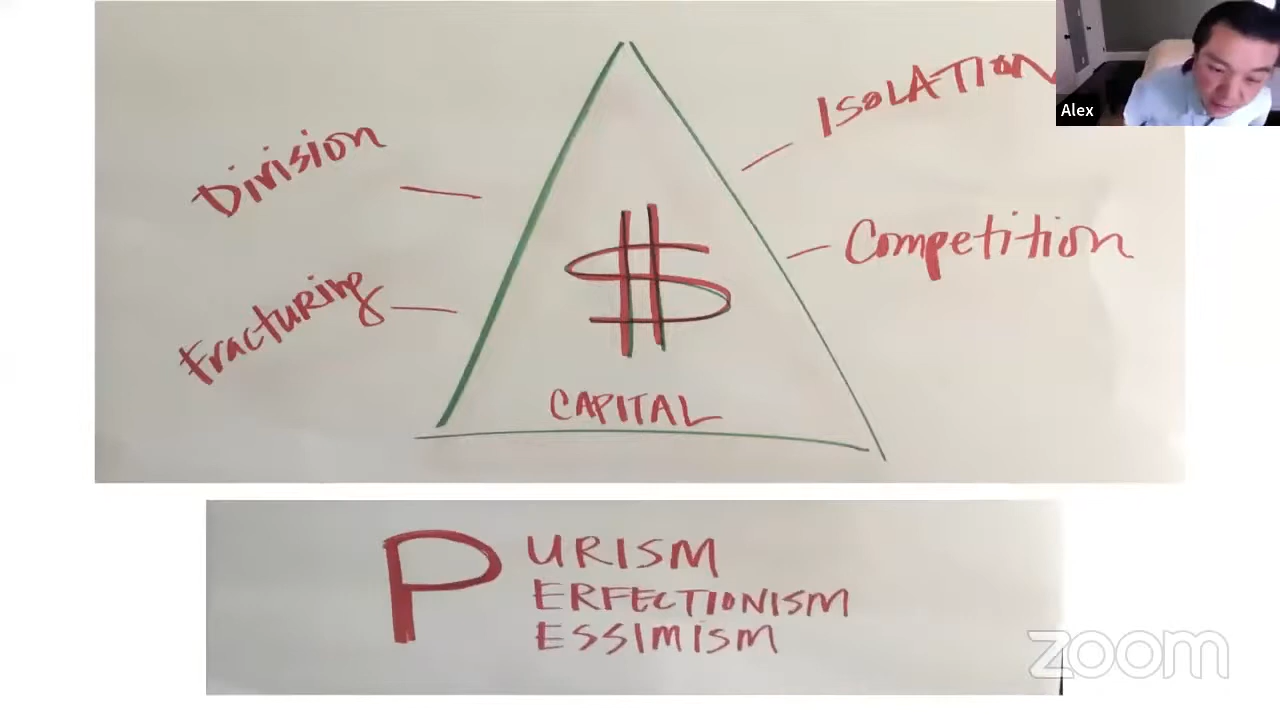 Division
Fracturing
ISOLATION
Competition
$
CAPITAL
PURISM
ERFECTIONISM
ESSIMISM
Alex
zoom